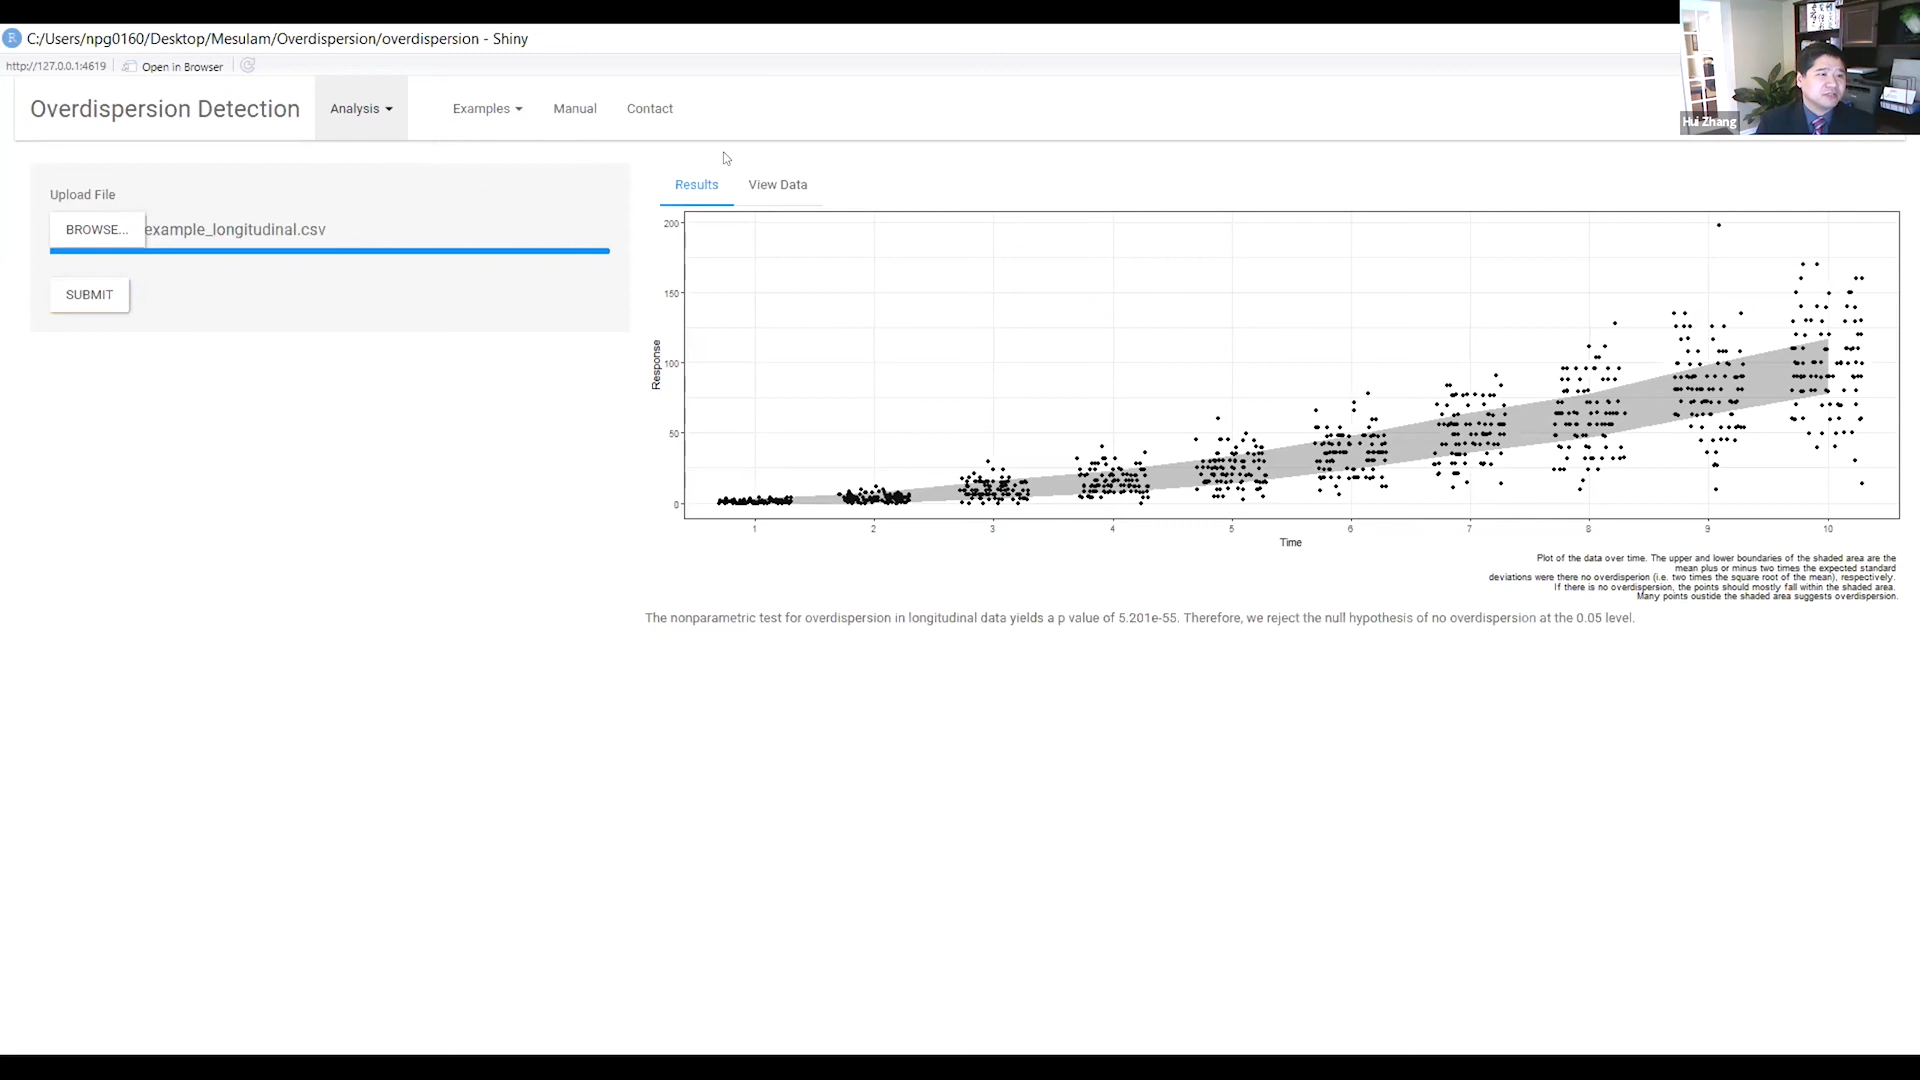 C:/Users/npg0160/Desktop/Mesulam/Overdispersion/overdispersion - Shiny
http://127.0.0.1:4619
Open in Browser
Hui Zhang
Overdispersion Detection
Analysis
Examples
Manual
Contact
Upload File
BROWSE...
example_longitudinal.csv
SUBMIT
Results
View Data
200
150
100
50
0
Response
1
2
3
4
5
6
7
8
9
10
Time
Plot of the data over time. The upper and lower boundaries of the shaded area are the
mean plus or minus two times the expected standard
deviations were there no overdisperion (i.e. two times the square root of the mean), respectively.
If there is no overdispersion, the points should mostly fall within the shaded area.
Many points oustide the shaded area suggests overdispersion.
The nonparametric test for overdispersion in longitudinal data yields a p value of 5.201e-55. Therefore, we reject the null hypothesis of no overdispersion at the 0.05 level.